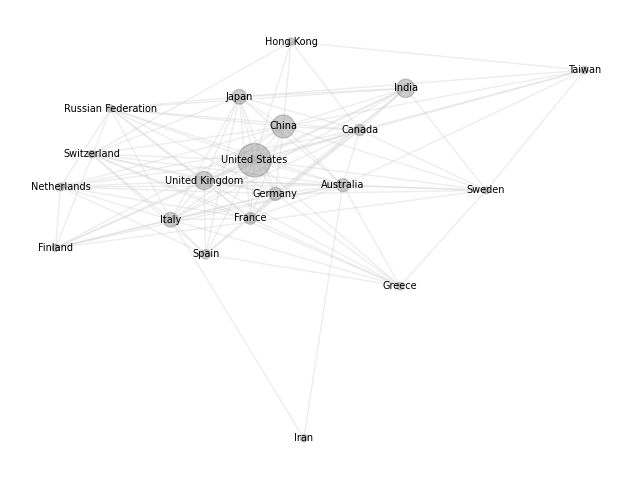 Hong Kong
Taiwan
India
Japan
Russian Federation
China
Canada
Switzerland
United States
United Kingdom
Australia
Netherlands
Germany
Sweden
Italy
France
Finland
Spain
Greece
Iran